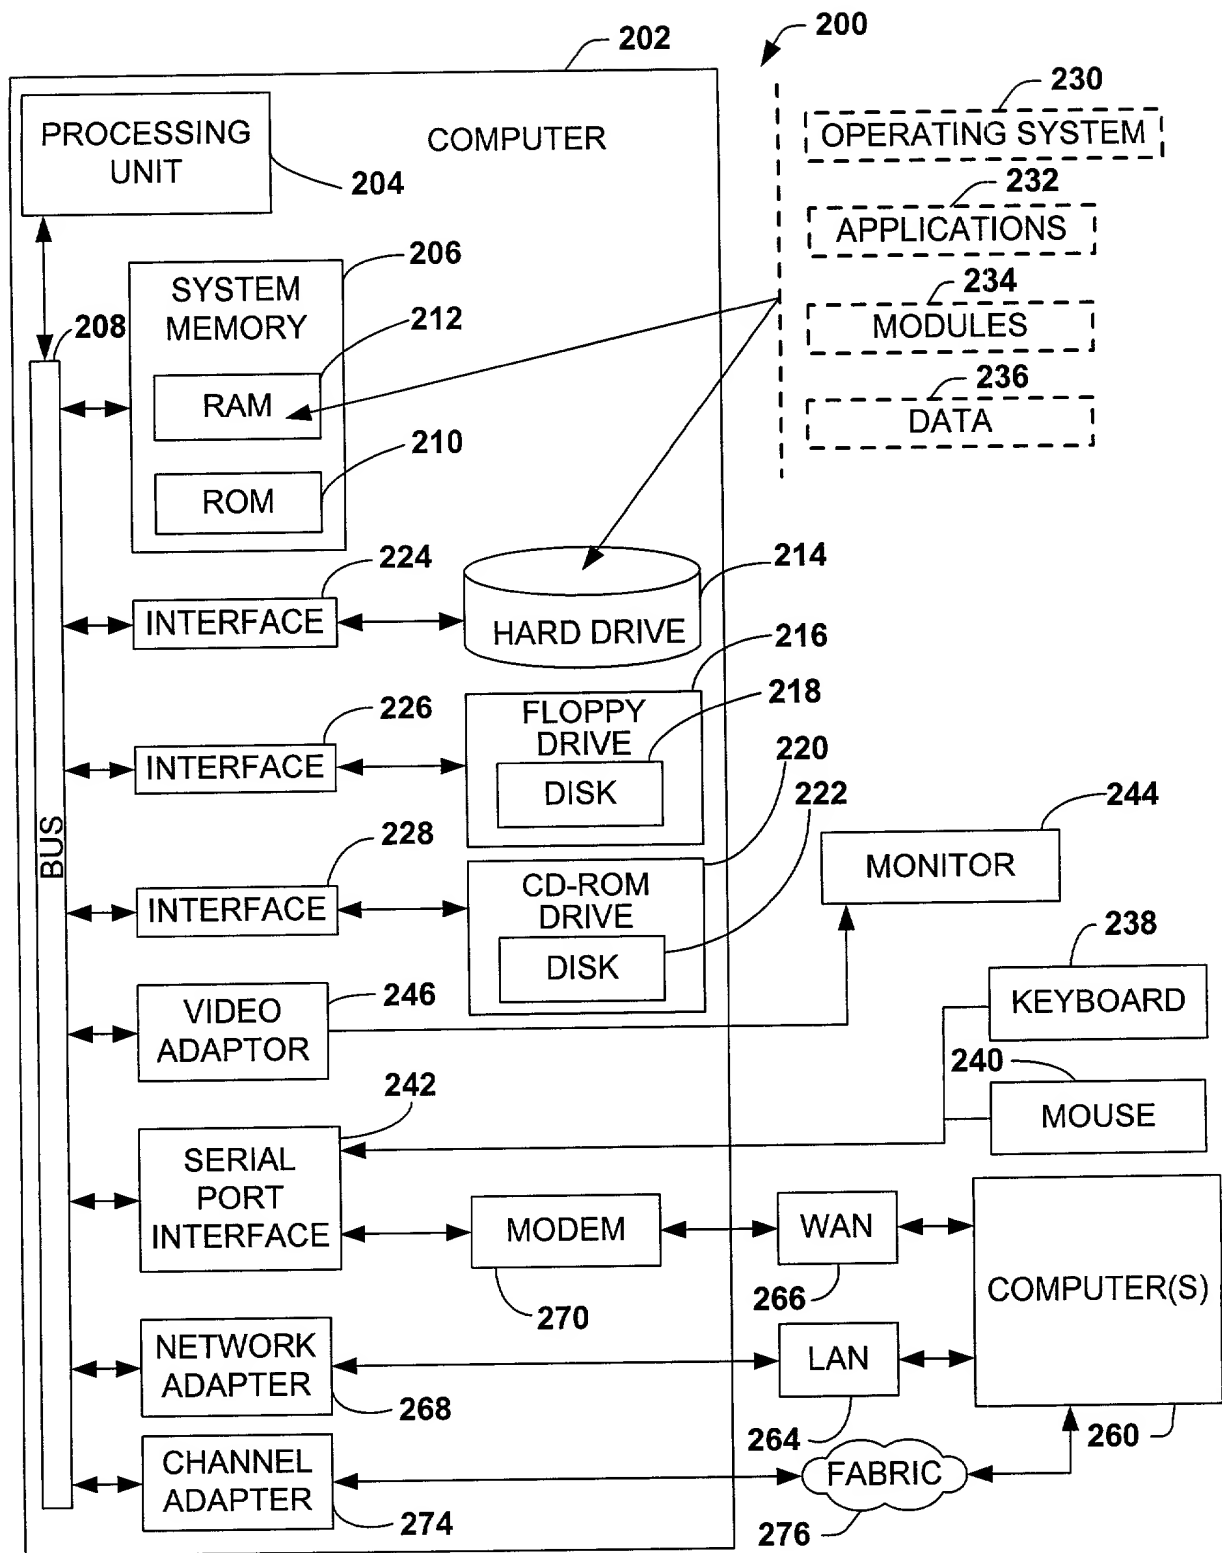 200
202
230
PROCESSING
UNIT
COMPUTER
OPERATING SYSTEM
204
232
APPLICATIONS
206
SYSTEM
MEMORY
234
208
212
MODULES
236
RAM
DATA
210
ROM
224
214
INTERFACE
HARD DRIVE
216
226
218
FLOPPY
DRIVE
220
INTERFACE
DISK
222
244
BUS
228
MONITOR
CD-ROM
DRIVE
INTERFACE
238
DISK
246
KEYBOARD
VIDEO
ADAPTOR
240
242
MOUSE
SERIAL
PORT
INTERFACE
MODEM
WAN
COMPUTER(S)
270
266
NETWORK
ADAPTER
LAN
268
264
260
CHANNEL
ADAPTER
FABRIC
274
276